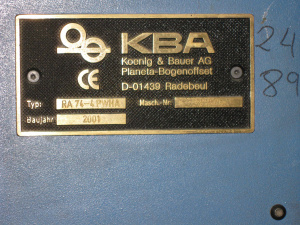 KBA
Koenig & Bauer AG
Planeta-Bogenoffset
CE
D-01439 Radebeul
Typ: RA 74-4 PWHA Masch.-Nr.
Baujahr 2001
24
89